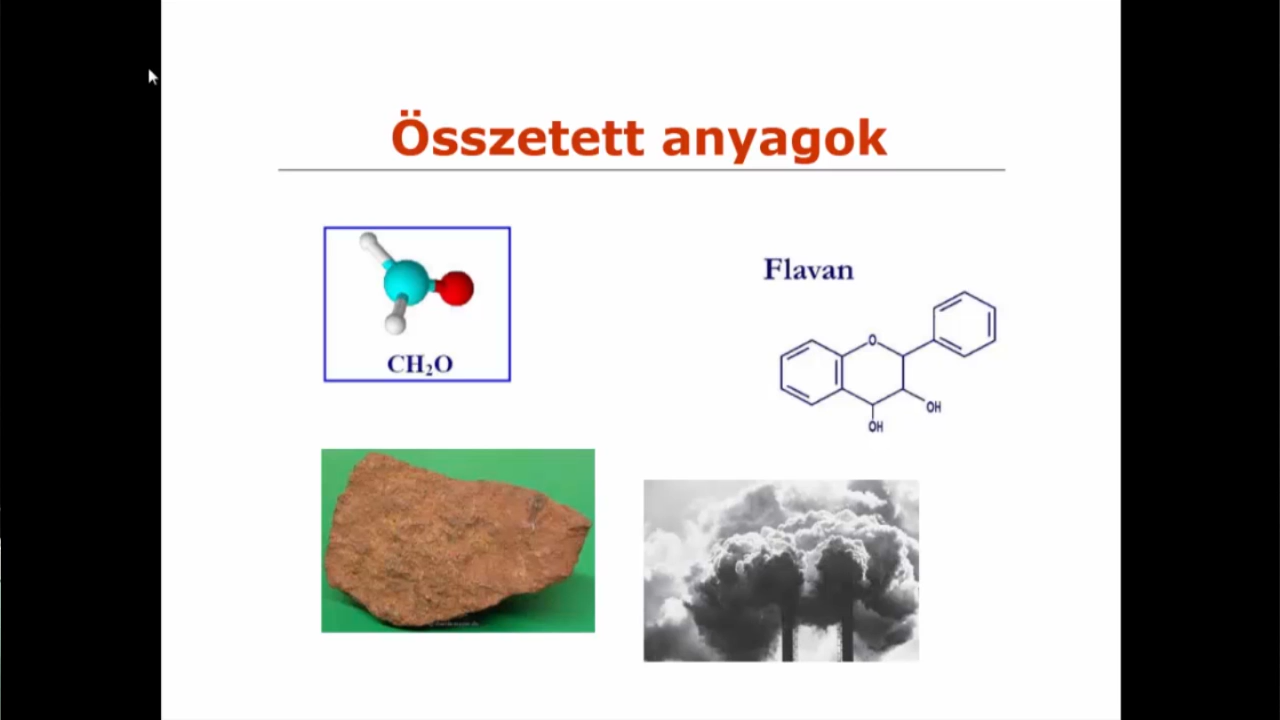 Összetett anyagok
CH₂O
Flavan
O
OH
OH